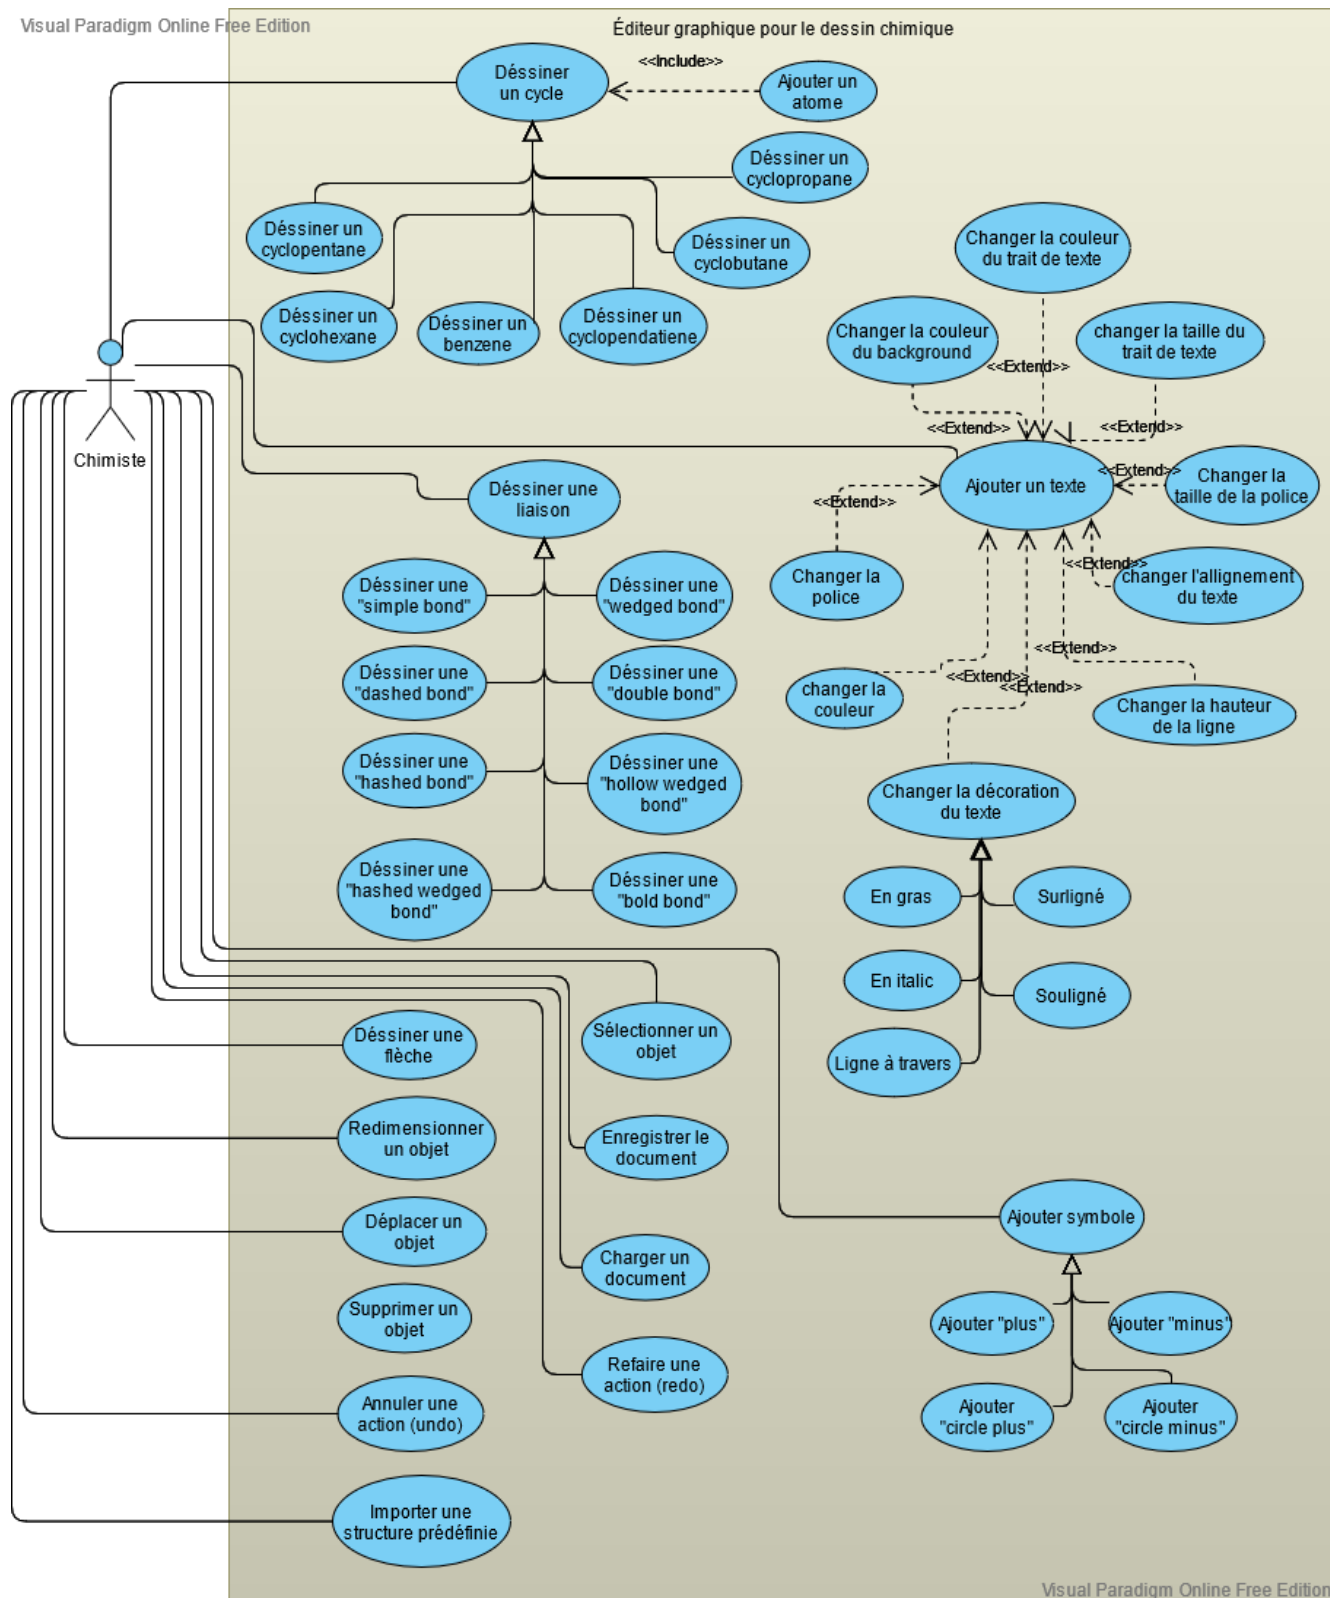 Visual Paradigm Online Free Edition
Éditeur graphique pour le dessin chimique
<<Include>>
Déssiner
un cycle
Ajouter un
atome
Déssiner un
cyclopropane
Déssiner un
cyclopentane
Déssiner un
cyclobutane
Changer la couleur
du trait de texte
Déssiner un
cyclohexane
Déssiner un
benzene
Déssiner un
cyclopendatiene
Changer la couleur
du background
changer la taille du
trait de texte
<<Extend>>
<<Extend>>
<<Extend>>
Chimiste
Déssiner une
liaison
Ajouter un texte
<<Extend>>
Changer la
taille de la police
<<Extend>>
Déssiner une
"simple bond"
Déssiner une
"wedged bond"
Changer la
police
<<Extend>>
changer l'allignement
du texte
Déssiner une
"dashed bond"
Déssiner une
"double bond"
changer la
couleur
<<Extend>>
<<Extend>>
<<Extend>>
Changer la hauteur
de la ligne
Déssiner une
"hashed bond"
Déssiner une
"hollow wedged
bond"
Changer la décoration
du texte
Déssiner une
"hashed wedged
bond"
Déssiner une
"bold bond"
En gras
Surligné
En italic
Souligné
Déssiner une
flèche
Sélectionner un
objet
Ligne à travers
Redimensionner
un objet
Enregistrer le
document
Déplacer un
objet
Charger un
document
Ajouter symbole
Supprimer un
objet
Ajouter "plus"
Ajouter "minus"
Refaire une
action (redo)
Annuler une
action (undo)
Ajouter
"circle plus"
Ajouter
"circle minus"
Importer une
structure prédéfinie
Visual Paradigm Online Free Edition